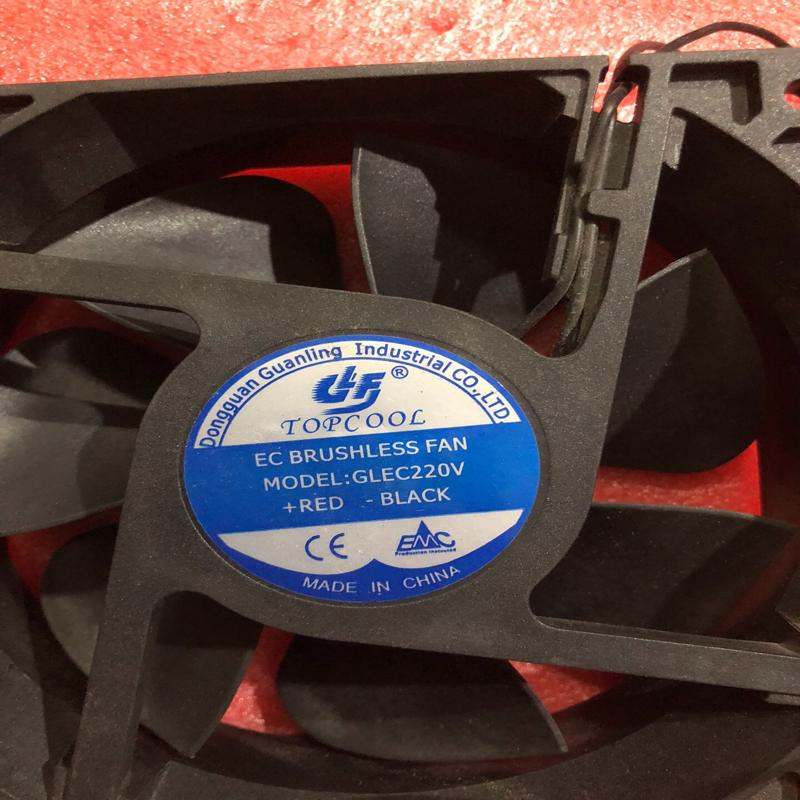 Dongguan Guanling Industrial CO.,LTD
GLF®
TOPCOOL
EC BRUSHLESS FAN
MODEL:GLEC220V
+RED - BLACK
CE EMC
MADE IN CHINA